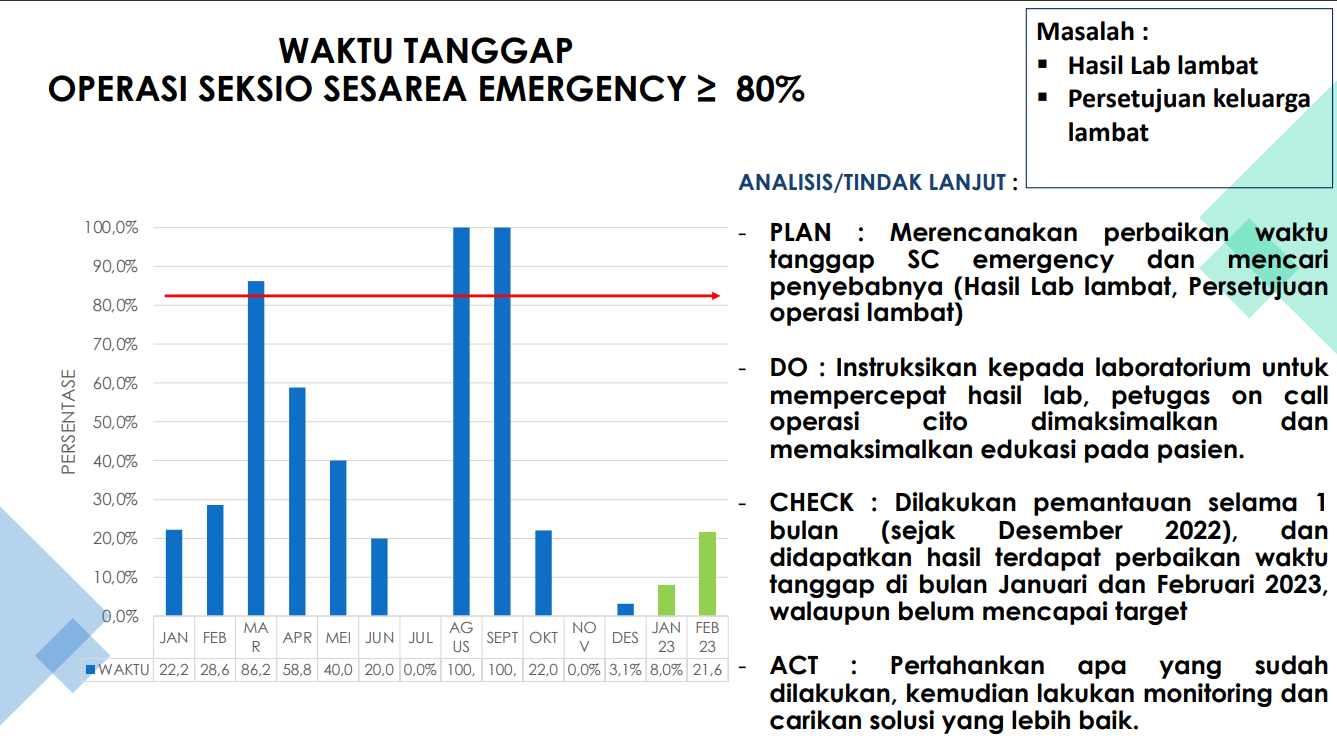 WAKTU TANGGAP
OPERASI SEKSIO SESAREA EMERGENCY ≥ 80%
Masalah :
▪ Hasil Lab lambat
▪ Persetujuan keluarga
lambat
ANALISIS/TINDAK LANJUT :
- PLAN : Merencanakan perbaikan waktu
tanggap SC emergency dan mencari
penyebabnya (Hasil Lab lambat, Persetujuan
operasi lambat)
- DO : Instruksikan kepada laboratorium untuk
mempercepat hasil lab, petugas on call
operasi cito dimaksimalkan dan
memaksimalkan edukasi pada pasien.
- CHECK : Dilakukan pemantauan selama 1
bulan (sejak Desember 2022), dan
didapatkan hasil terdapat perbaikan waktu
tanggap di bulan Januari dan Februari 2023,
walaupun belum mencapai target
- ACT : Pertahankan apa yang sudah
dilakukan, kemudian lakukan monitoring dan
carikan solusi yang lebih baik.
PERSENTASE
100,0%
90,0%
80,0%
70,0%
60,0%
50,0%
40,0%
30,0%
20,0%
10,0%
0,0%
JAN FEB MA APR MEI JUN JUL AG SEPT OKT NO DES JAN FEB
R US V 23 23
WAKTU 22,2 28,6 86,2 58,8 40,0 20,0 0,0% 100, 100, 22,0 0,0% 3,1% 8,0% 21,6